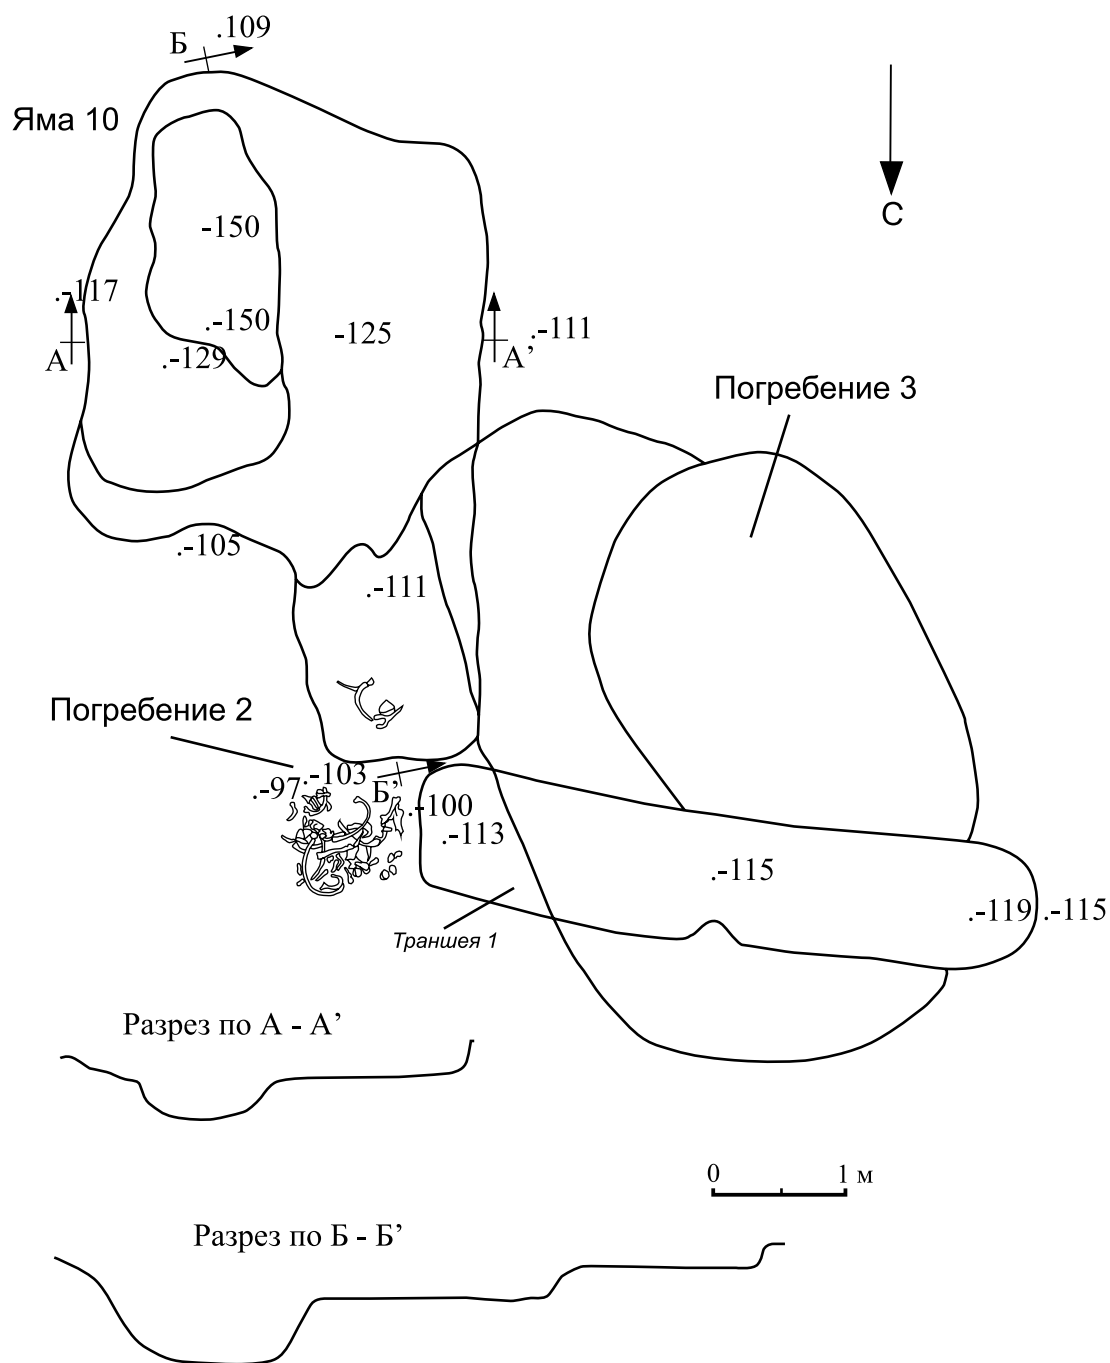 Б
.109
Яма 10
С
-150
.-117
.-150
-125
.-111
А
.-129
А’
Погребение 3
.-105
.-111
Погребение 2
.-97
.-103
Б’
.-100
.-113
.-115
.-119
.-115
Траншея 1
Разрез по А - А’
0
1 м
Разрез по Б - Б’